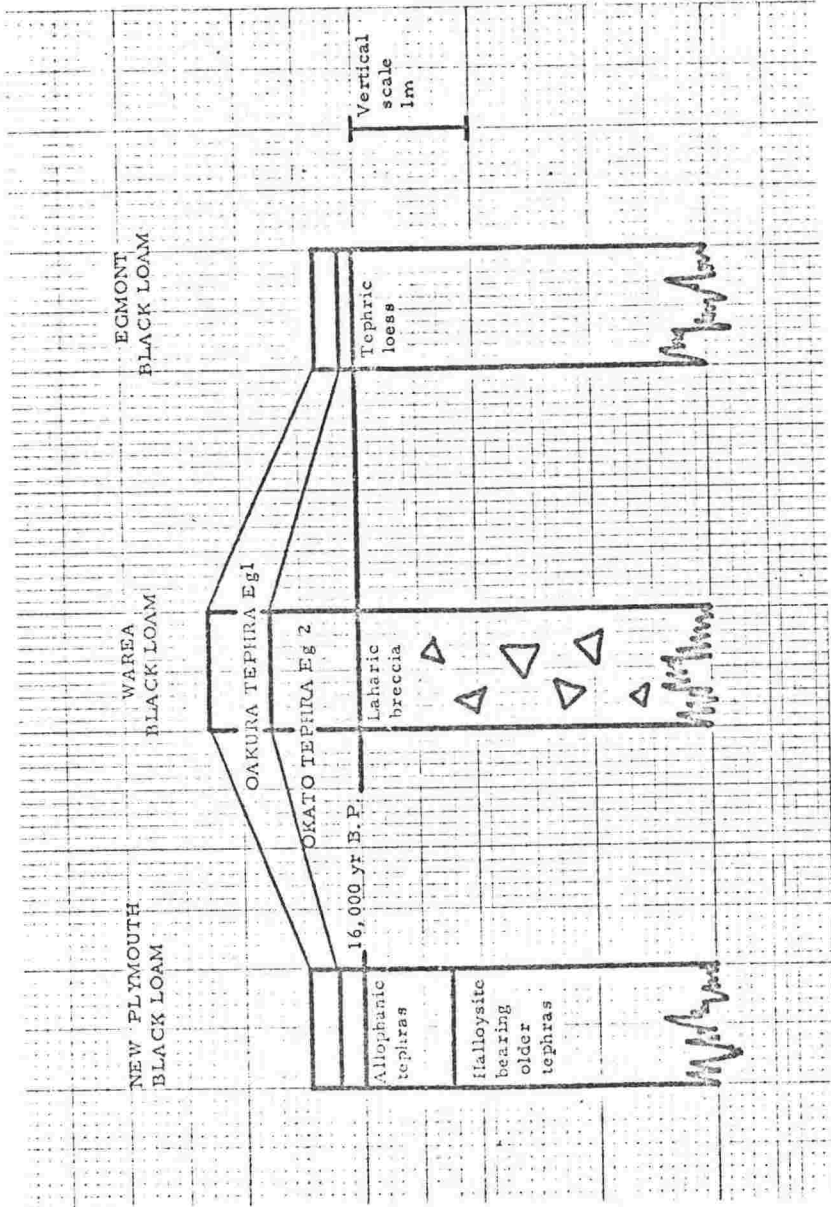 NEW PLYMOUTH
BLACK LOAM
WAREA
BLACK LOAM
EGMONT
BLACK LOAM
OAKURA TEPHRA Eg1
OKATO TEPHRA Eg 2
16,000 yr B.P.
Allophanic
tephras
Halloysite
bearing
older
tephras
Laharic
breccia
Tephric
loess
Vertical
scale
1m